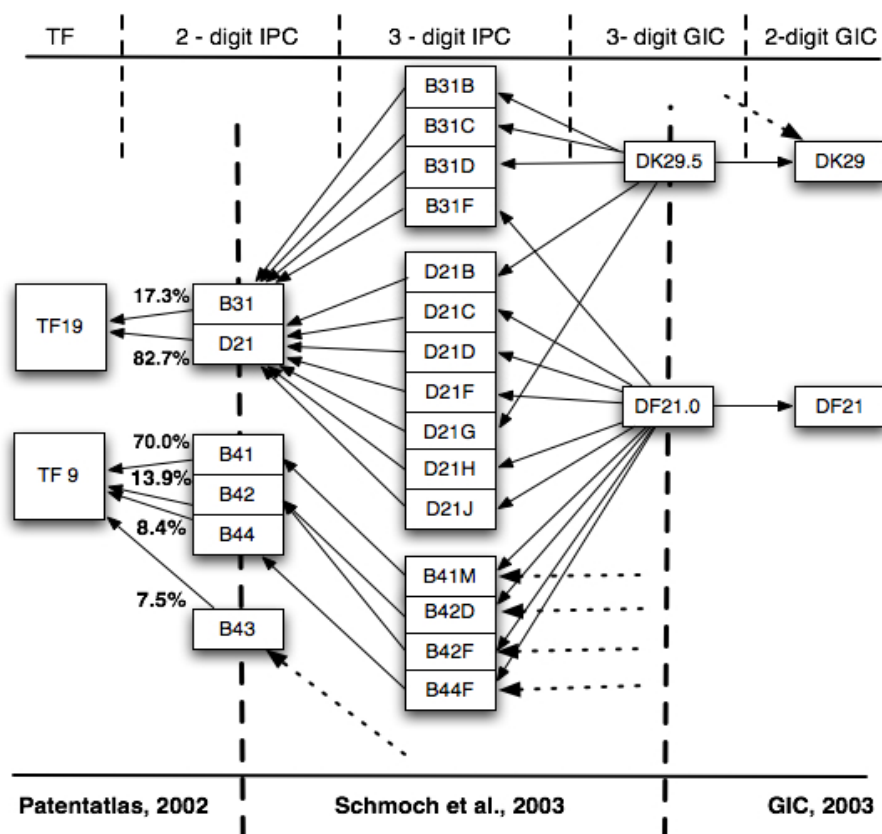 TF
2 - digit IPC
3 - digit IPC
3- digit GIC
2-digit GIC
B31B
B31C
B31D
B31F
DK29.5
DK29
D21B
D21C
D21D
D21F
D21G
D21H
D21J
TF19
17.3%
82.7%
B31
D21
DF21.0
DF21
TF 9
70.0%
13.9%
8.4%
7.5%
B41
B42
B44
B43
B41M
B42D
B42F
B44F
Patentatlas, 2002
Schmoch et al., 2003
GIC, 2003